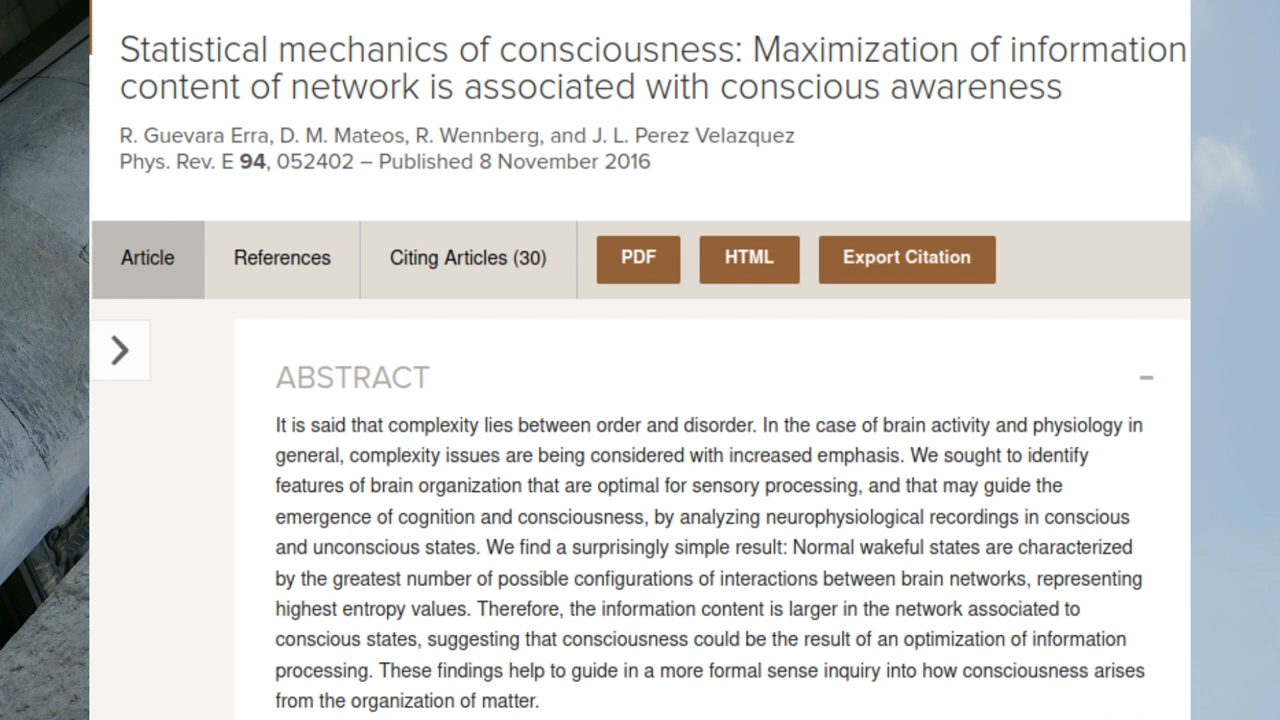 Statistical mechanics of consciousness: Maximization of information
content of network is associated with conscious awareness
R. Guevara Erra, D. M. Mateos, R. Wennberg, and J. L. Perez Velazquez
Phys. Rev. E 94, 052402 – Published 8 November 2016
Article References Citing Articles (30) PDF HTML Export Citation
ABSTRACT
It is said that complexity lies between order and disorder. In the case of brain activity and physiology in
general, complexity issues are being considered with increased emphasis. We sought to identify
features of brain organization that are optimal for sensory processing, and that may guide the
emergence of cognition and consciousness, by analyzing neurophysiological recordings in conscious
and unconscious states. We find a surprisingly simple result: Normal wakeful states are characterized
by the greatest number of possible configurations of interactions between brain networks, representing
highest entropy values. Therefore, the information content is larger in the network associated to
conscious states, suggesting that consciousness could be the result of an optimization of information
processing. These findings help to guide in a more formal sense inquiry into how consciousness arises
from the organization of matter.